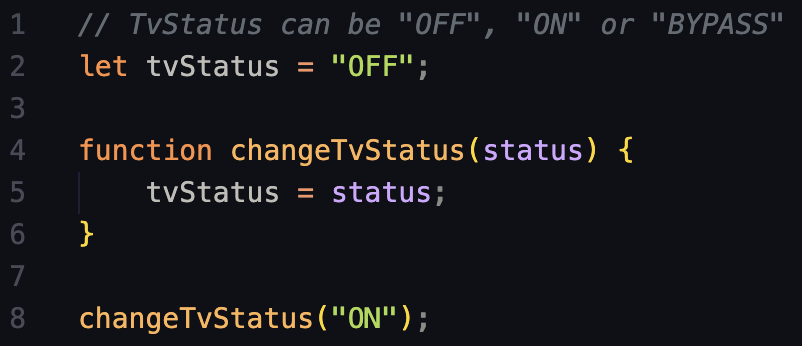 1 // TvStatus can be "OFF", "ON" or "BYPASS"
2 let tvStatus = "OFF";
3
4 function changeTvStatus(status) {
5     tvStatus = status;
6 }
7
8 changeTvStatus("ON");